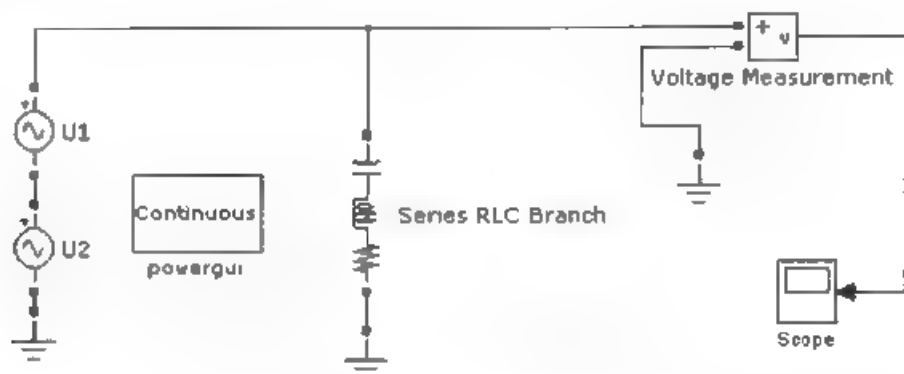 +
v
Voltage Measurement
U1
Continuous
powergui
Series RLC Branch
U2
Scope